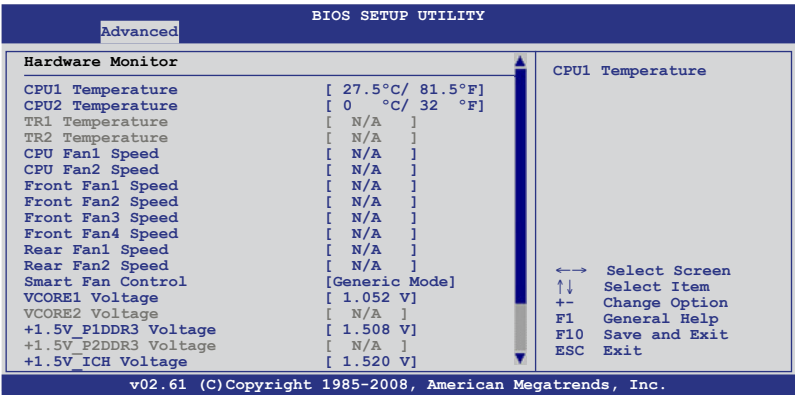 BIOS SETUP UTILITY
Advanced
Hardware Monitor
CPU1 Temperature [ 27.5°C/ 81.5°F]
CPU2 Temperature [ 0 °C/ 32 °F]
TR1 Temperature [ N/A ]
TR2 Temperature [ N/A ]
CPU Fan1 Speed [ N/A ]
CPU Fan2 Speed [ N/A ]
Front Fan1 Speed [ N/A ]
Front Fan2 Speed [ N/A ]
Front Fan3 Speed [ N/A ]
Front Fan4 Speed [ N/A ]
Rear Fan1 Speed [ N/A ]
Rear Fan2 Speed [ N/A ]
Smart Fan Control [Generic Mode]
VCORE1 Voltage [ 1.052 V]
VCORE2 Voltage [ N/A ]
+1.5V_P1DDR3 Voltage [ 1.508 V]
+1.5V_P2DDR3 Voltage [ N/A ]
+1.5V_ICH Voltage [ 1.520 V]
CPU1 Temperature
←→ Select Screen
↑↓ Select Item
+- Change Option
F1 General Help
F10 Save and Exit
ESC Exit
v02.61 (C)Copyright 1985-2008, American Megatrends, Inc.